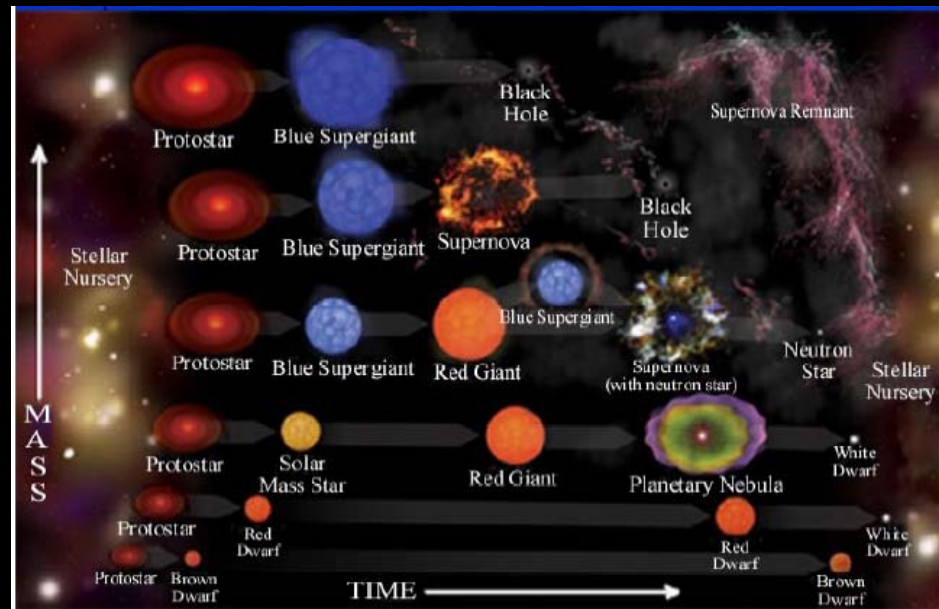 Protostar
Blue Supergiant
Black
Hole
Supernova Remnant
Protostar
Blue Supergiant
Supernova
Black
Hole
Stellar
Nursery
Protostar
Blue Supergiant
Red Giant
Blue Supergiant
Supernova
(with neutron star)
Neutron
Star
Stellar
Nursery
Protostar
Solar
Mass Star
Red Giant
Planetary Nebula
White
Dwarf
Protostar
Red
Dwarf
Red
Dwarf
White
Dwarf
Protostar
Brown
Dwarf
Brown
Dwarf
MASS
TIME